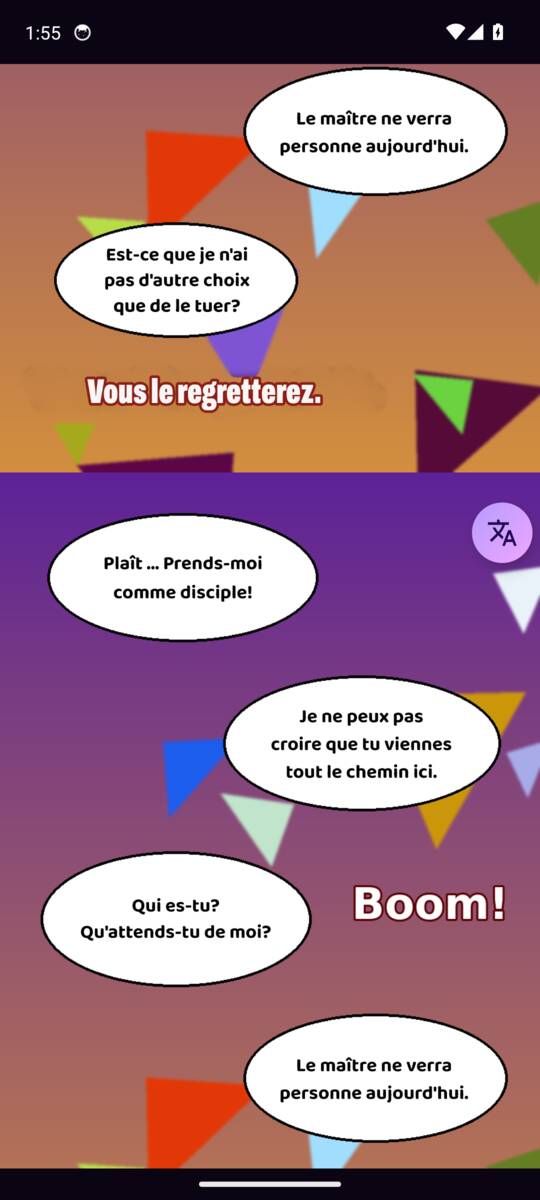 1:55
Le maître ne verra
personne aujourd'hui.
Est-ce que je n'ai
pas d'autre choix
que de le tuer?
Vous le regretterez.
Plaît ... Prends-moi
comme disciple!
Je ne peux pas
croire que tu viennes
tout le chemin ici.
Qui es-tu?
Qu'attends-tu de moi?
Boom!
Le maître ne verra
personne aujourd'hui.